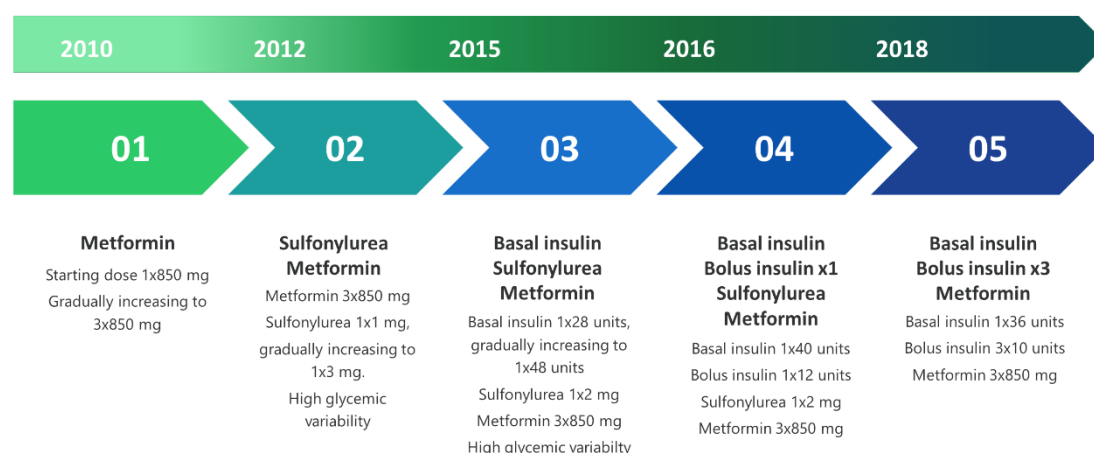 2010
2012
2015
2016
2018
01
02
03
04
05
Metformin
Starting dose 1x850 mg
Gradually increasing to
3x850 mg
Sulfonylurea
Metformin
Metformin 3x850 mg
Sulfonylurea 1x1 mg,
gradually increasing to
1x3 mg.
High glycemic
variability
Basal insulin
Sulfonylurea
Metformin
Basal insulin 1x28 units,
gradually increasing to
1x48 units
Sulfonylurea 1x2 mg
Metformin 3x850 mg
High glycemic variabilty
Basal insulin
Bolus insulin x1
Sulfonylurea
Metformin
Basal insulin 1x40 units
Bolus insulin 1x12 units
Sulfonylurea 1x2 mg
Metformin 3x850 mg
Basal insulin
Bolus insulin x3
Metformin
Basal insulin 1x36 units
Bolus insulin 3x10 units
Metformin 3x850 mg